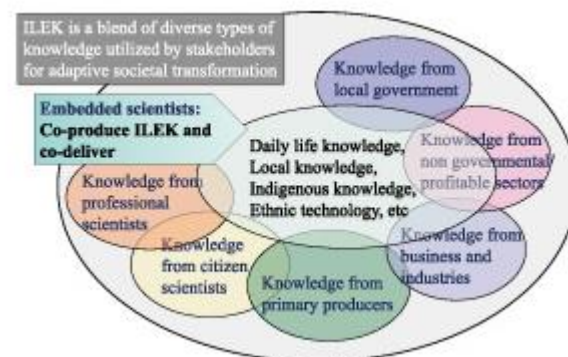 ILEK is a blend of diverse types of
knowledge utilized by stakeholders
for adaptive societal transformation
Embedded scientists:
Co-produce ILEK and
co-deliver
Knowledge from
local government
Daily life knowledge,
Local knowledge,
Indigenous knowledge,
Ethnic technology, etc
Knowledge from
non governmental/
profitable sectors
Knowledge from
professional
scientists
Knowledge
from citizen
scientists
Knowledge from
primary producers
Knowledge from
business and
industries